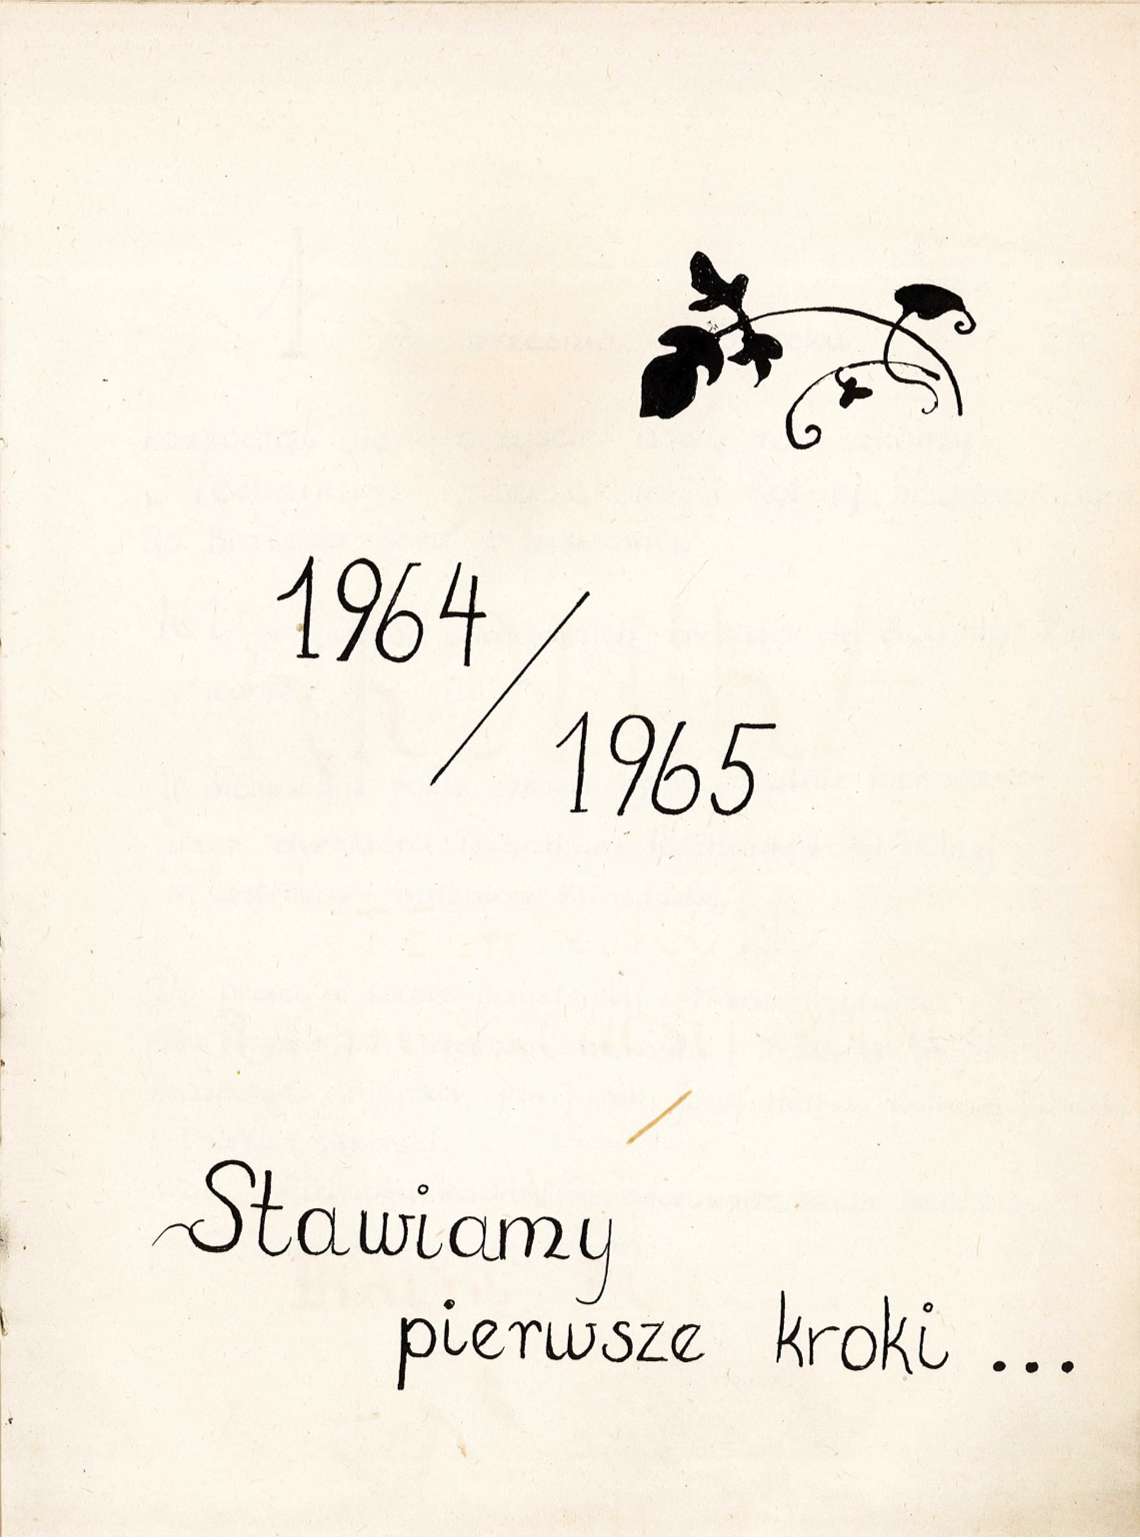 1964 /
1965
Stawiamy
pierwsze kroki ...